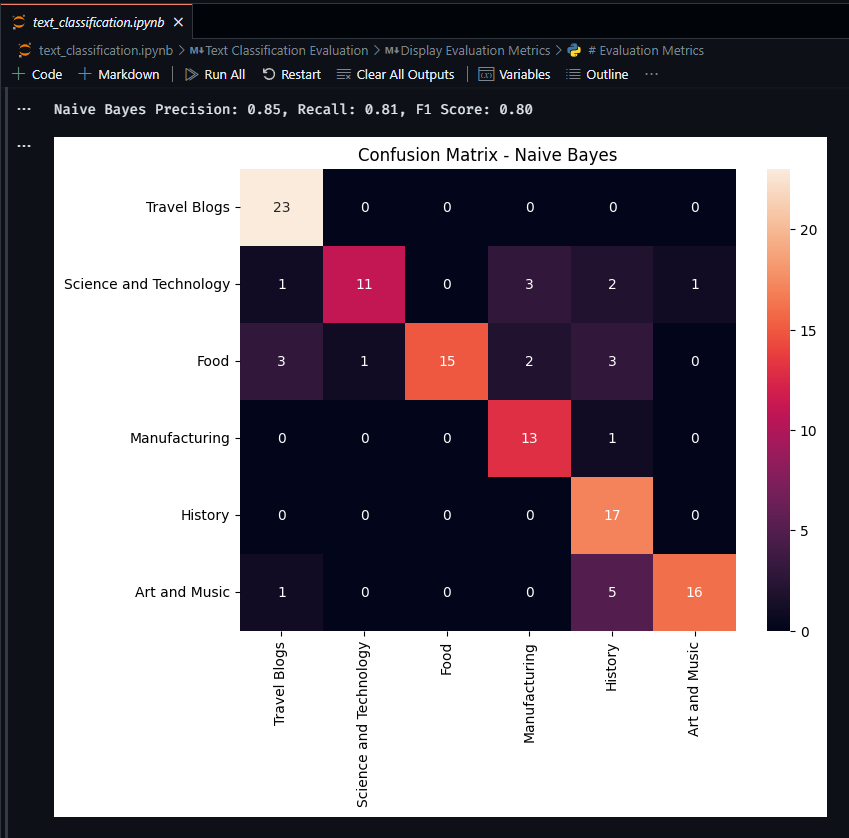 text_classification.ipynb
text_classification.ipynb > M↓Text Classification Evaluation > M↓Display Evaluation Metrics > # Evaluation Metrics
+ Code + Markdown | Run All Restart Clear All Outputs | Variables Outline ...
... Naive Bayes Precision: 0.85, Recall: 0.81, F1 Score: 0.80
...
Confusion Matrix - Naive Bayes
Travel Blogs 23 0 0 0 0 0
Science and Technology 1 11 0 3 2 1
Food 3 1 15 2 3 0
Manufacturing 0 0 0 13 1 0
History 0 0 0 0 17 0
Art and Music 1 0 0 0 5 16
Travel Blogs
Science and Technology
Food
Manufacturing
History
Art and Music
20
15
10
5
0